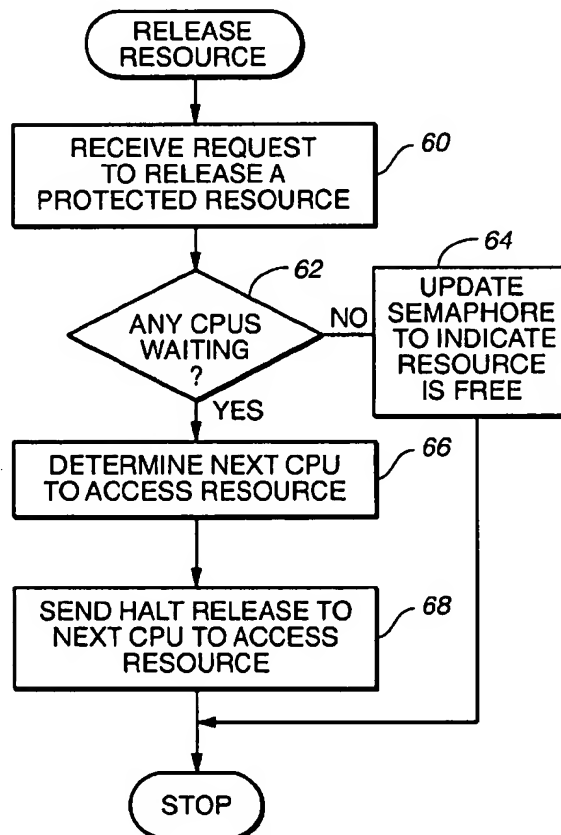 RELEASE
RESOURCE
RECEIVE REQUEST
TO RELEASE A
PROTECTED RESOURCE
60
62
ANY CPUS
WAITING
?
NO
YES
64
UPDATE
SEMAPHORE
TO INDICATE
RESOURCE
IS FREE
DETERMINE NEXT CPU
TO ACCESS RESOURCE
66
SEND HALT RELEASE TO
NEXT CPU TO ACCESS
RESOURCE
68
STOP